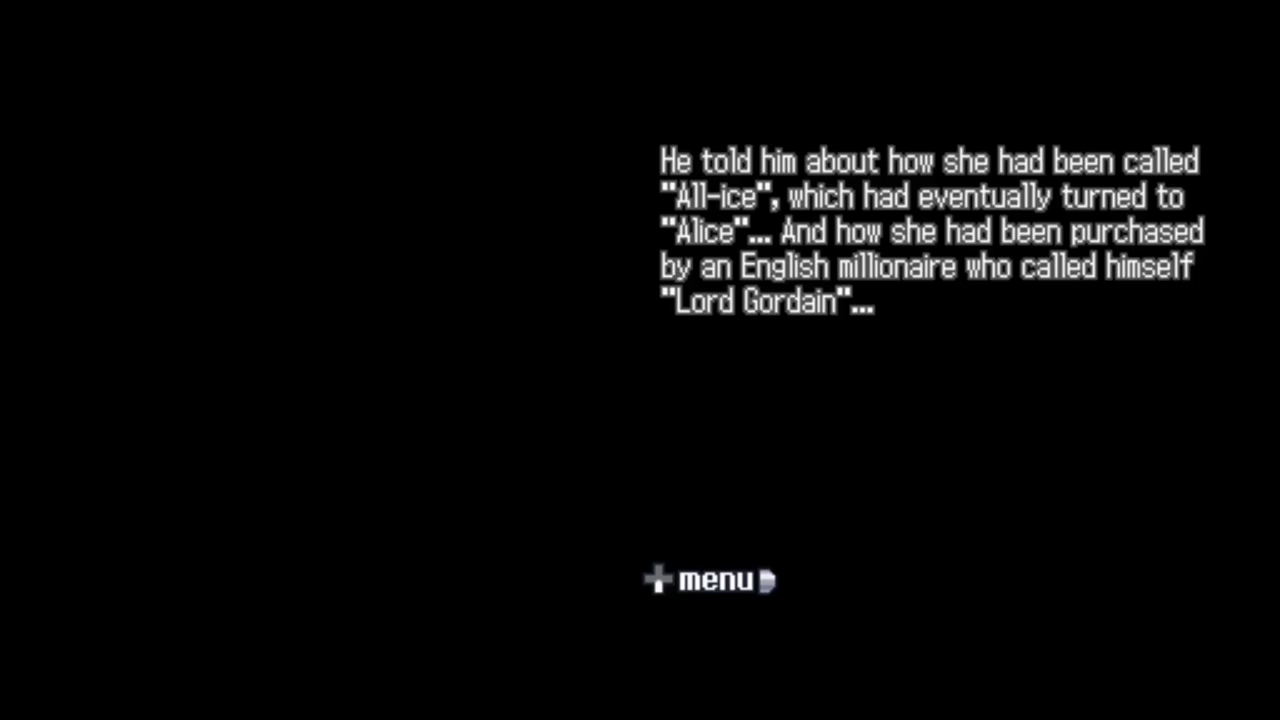 He told him about how she had been called
"All-ice", which had eventually turned to
"Alice"... And how she had been purchased
by an English millionaire who called himself
"Lord Gordain"...
menu